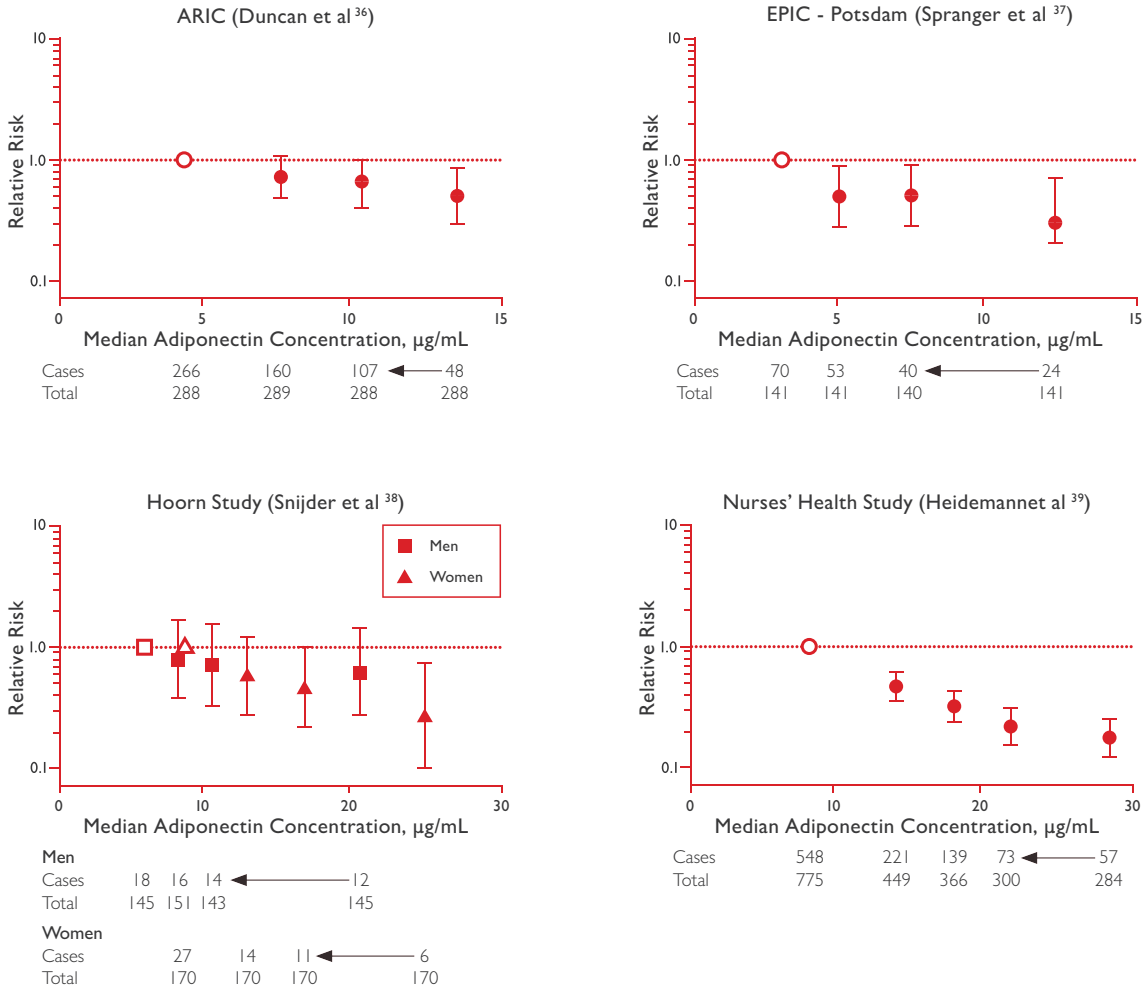 ARIC (Duncan et al 36)
10
1.0
0.1
Relative Risk
0 5 10 15
Median Adiponectin Concentration, µg/mL
Cases 266 160 107 48
Total 288 289 288 288
EPIC - Potsdam (Spranger et al 37)
10
1.0
0.1
Relative Risk
0 5 10 15
Median Adiponectin Concentration, µg/mL
Cases 70 53 40 24
Total 141 141 140 141
Hoorn Study (Snijder et al 38)
Men
Women
10
1.0
0.1
Relative Risk
0 10 20 30
Median Adiponectin Concentration, µg/mL
Men
Cases 18 16 14 12
Total 145 151 143 145
Women
Cases 27 14 11 6
Total 170 170 170 170
Nurses' Health Study (Heidemannet al 39)
10
1.0
0.1
Relative Risk
0 10 20 30
Median Adiponectin Concentration, µg/mL
Cases 548 221 139 73 57
Total 775 449 366 300 284